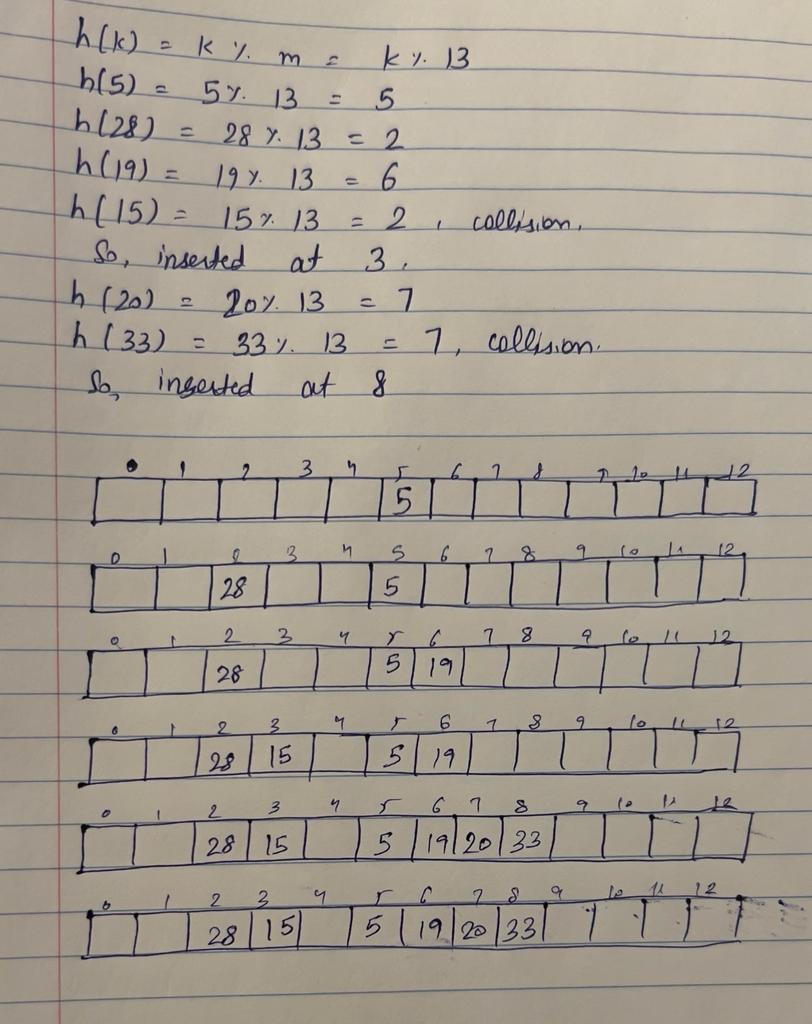 h(k) = k % m = k % 13
h(5) = 5 % 13 = 5
h(28) = 28 % 13 = 2
h(19) = 19 % 13 = 6
h(15) = 15 % 13 = 2, collision.
So, inserted at 3.
h(20) = 20 % 13 = 7
h(33) = 33 % 13 = 7, collision.
So, inserted at 8
0 1 2 3 4 5 6 7 8 9 10 11 12
5
0 1 2 3 4 5 6 7 8 9 10 11 12
28 5
0 1 2 3 4 5 6 7 8 9 10 11 12
28 5 19
0 1 2 3 4 5 6 7 8 9 10 11 12
28 15 5 19
0 1 2 3 4 5 6 7 8 9 10 11 12
28 15 5 19 20 33
0 1 2 3 4 5 6 7 8 9 10 11 12
28 15 5 19 20 33